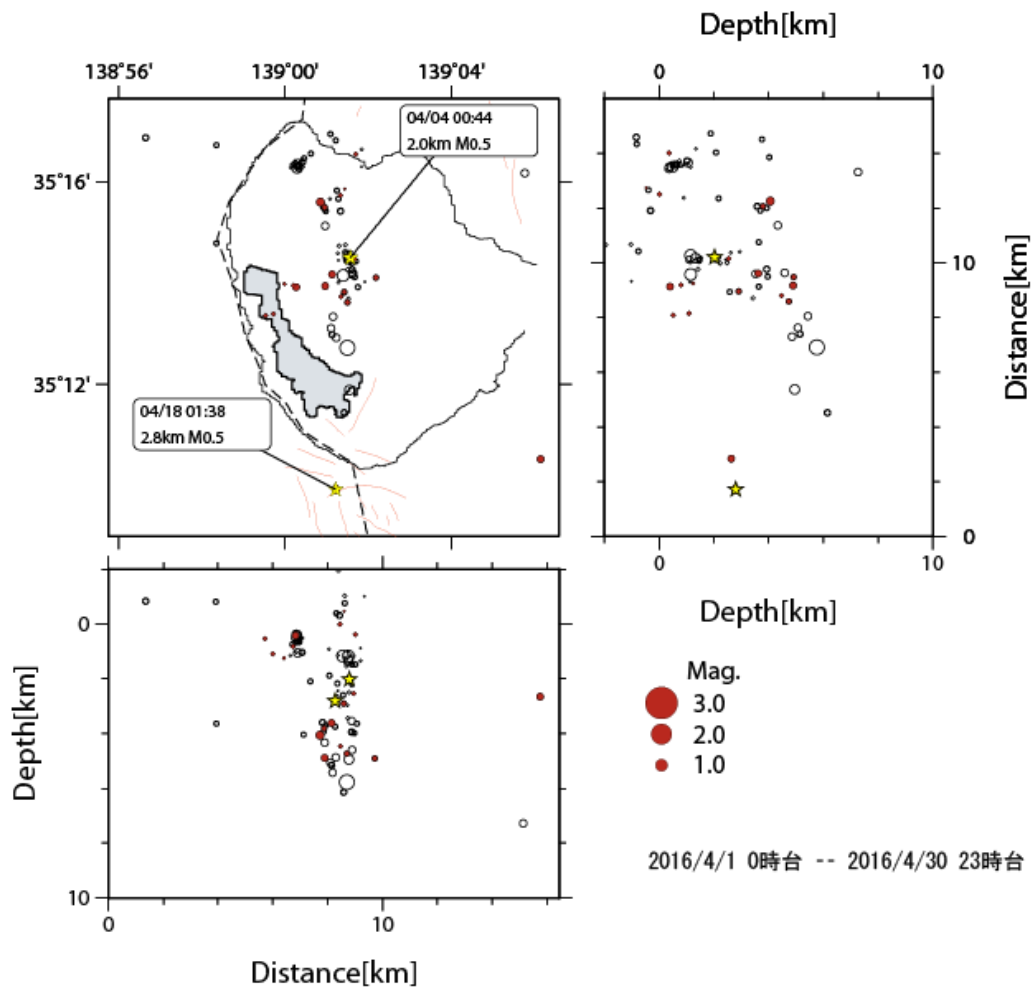 Depth[km]
138°56' 139°00' 139°04' 0 10
04/04 00:44
2.0km M0.5
35°16'
10
Distance[km]
35°12'
04/18 01:38
2.8km M0.5
0
0 10
Depth[km]
0
Depth[km]
Mag.
3.0
2.0
1.0
2016/4/1 0時台 -- 2016/4/30 23時台
10
0 10
Distance[km]